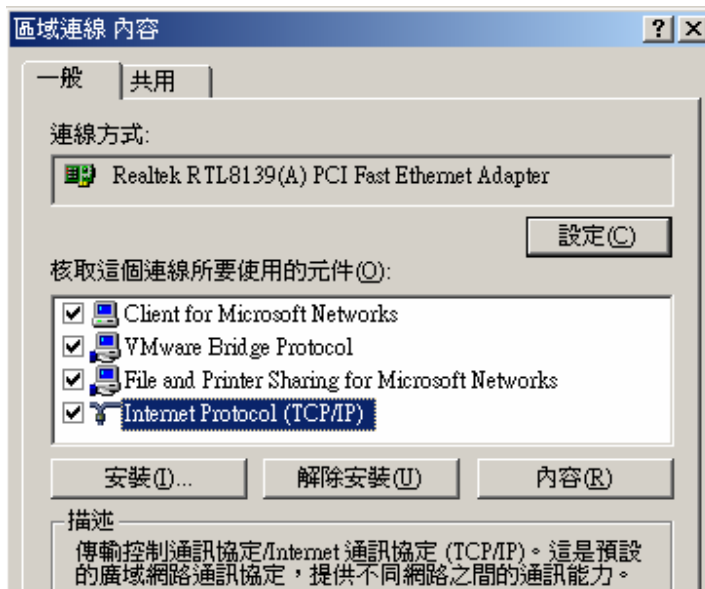 區域連線 內容
一般 共用
連線方式:
Realtek RTL8139(A) PCI Fast Ethernet Adapter
設定(C)
核取這個連線所要使用的元件(O):
Client for Microsoft Networks
VMware Bridge Protocol
File and Printer Sharing for Microsoft Networks
Internet Protocol (TCP/IP)
安裝(I)... 解除安裝(U) 內容(R)
描述
傳輸控制通訊協定/Internet 通訊協定 (TCP/IP)。這是預設
的廣域網路通訊協定，提供不同網路之間的通訊能力。